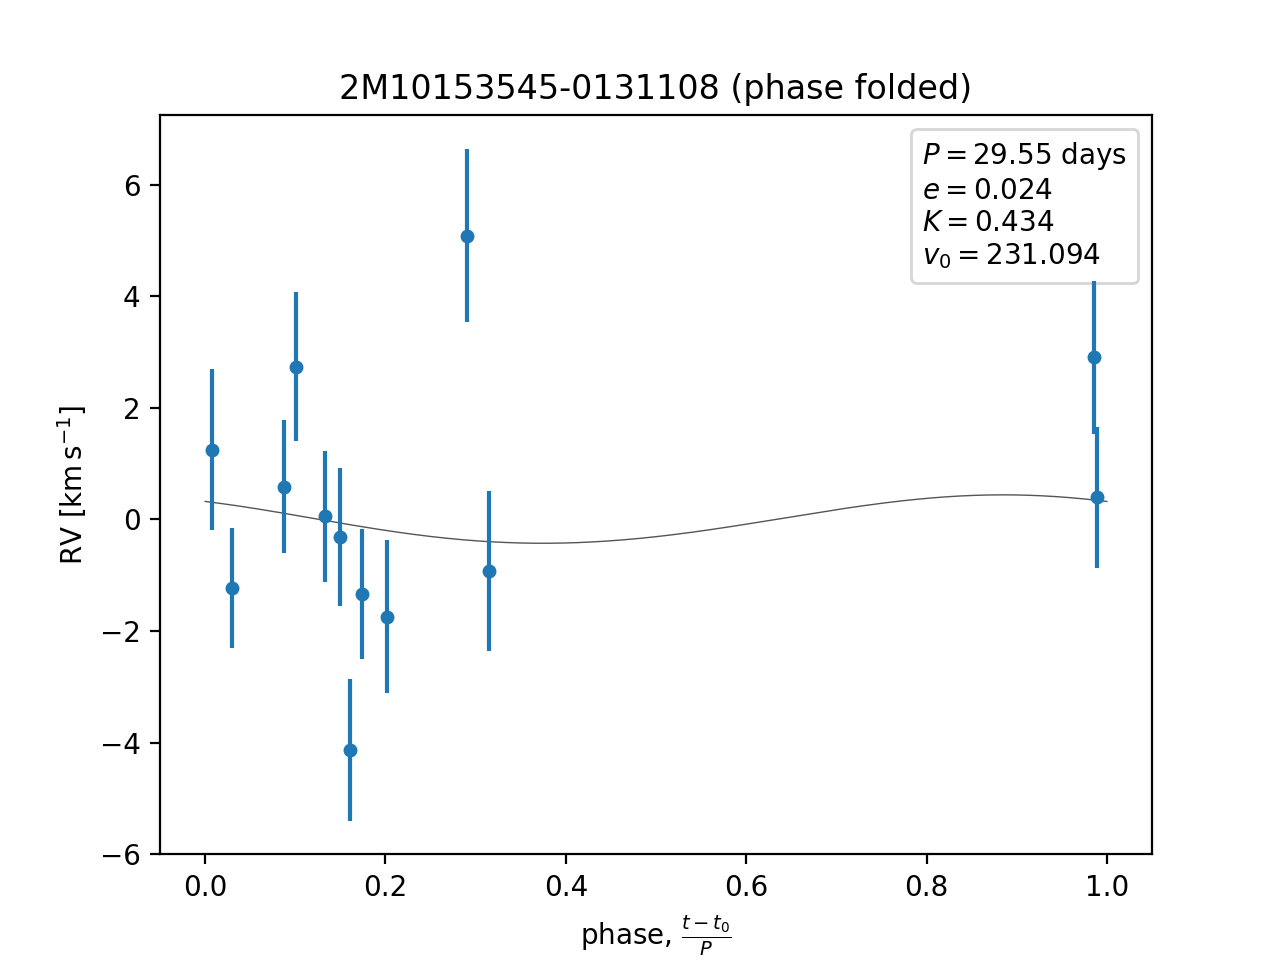 2M10153545-0131108 (phase folded)
P = 29.55 days
e = 0.024
K = 0.434
v₀ = 231.094
RV [km s⁻¹]
6
4
2
0
−2
−4
−6
0.0 0.2 0.4 0.6 0.8 1.0
phase, (t − t₀)/P